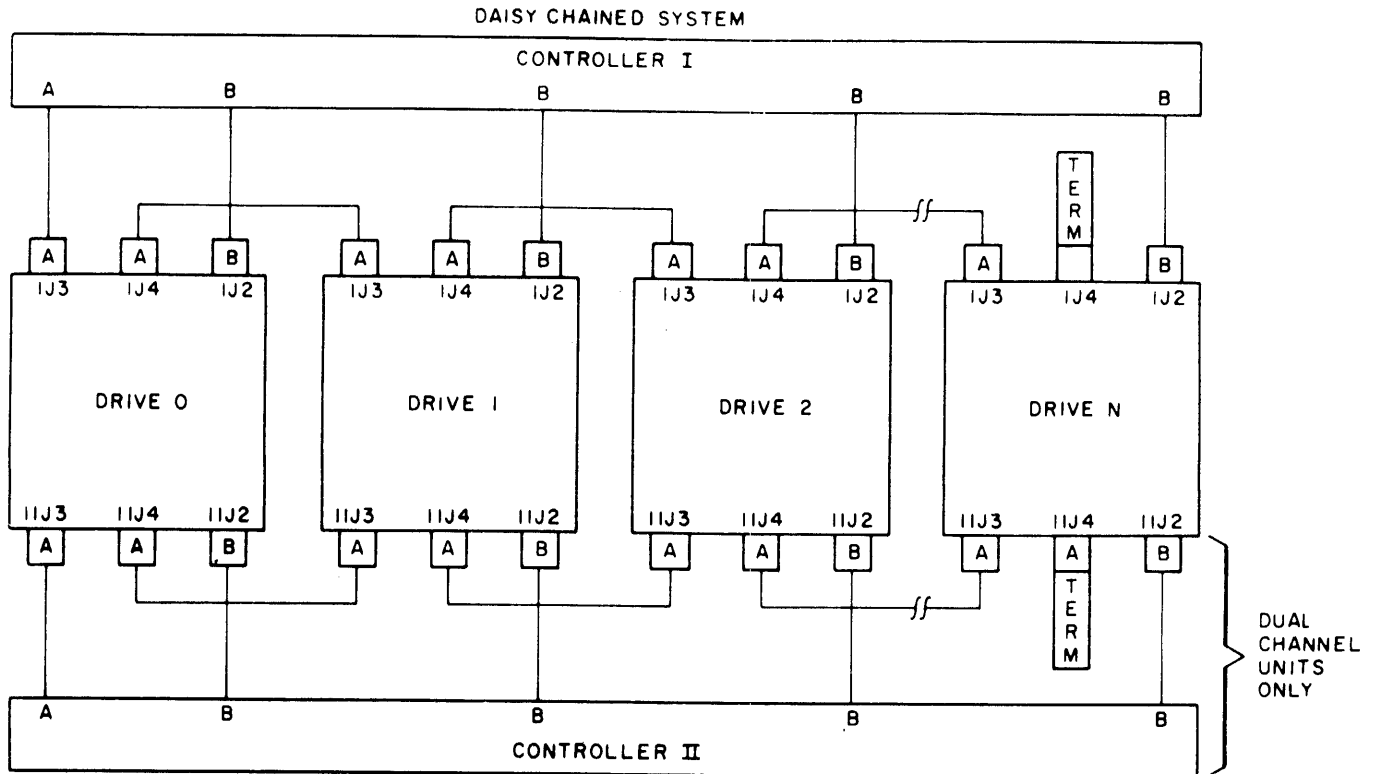 DAISY CHAINED SYSTEM
CONTROLLER I
A B B B B
TERM TERM
A A B A A B A A B A B
1J3 1J4 1J2 1J3 1J4 1J2 1J3 1J4 1J2 1J3 1J4 1J2
DRIVE 0 DRIVE 1 DRIVE 2 DRIVE N
11J3 11J4 11J2 11J3 11J4 11J2 11J3 11J4 11J2 11J3 11J4 11J2
A A B A A B A A B A A B
DUAL
CHANNEL
UNITS
ONLY
A B B B B
CONTROLLER II